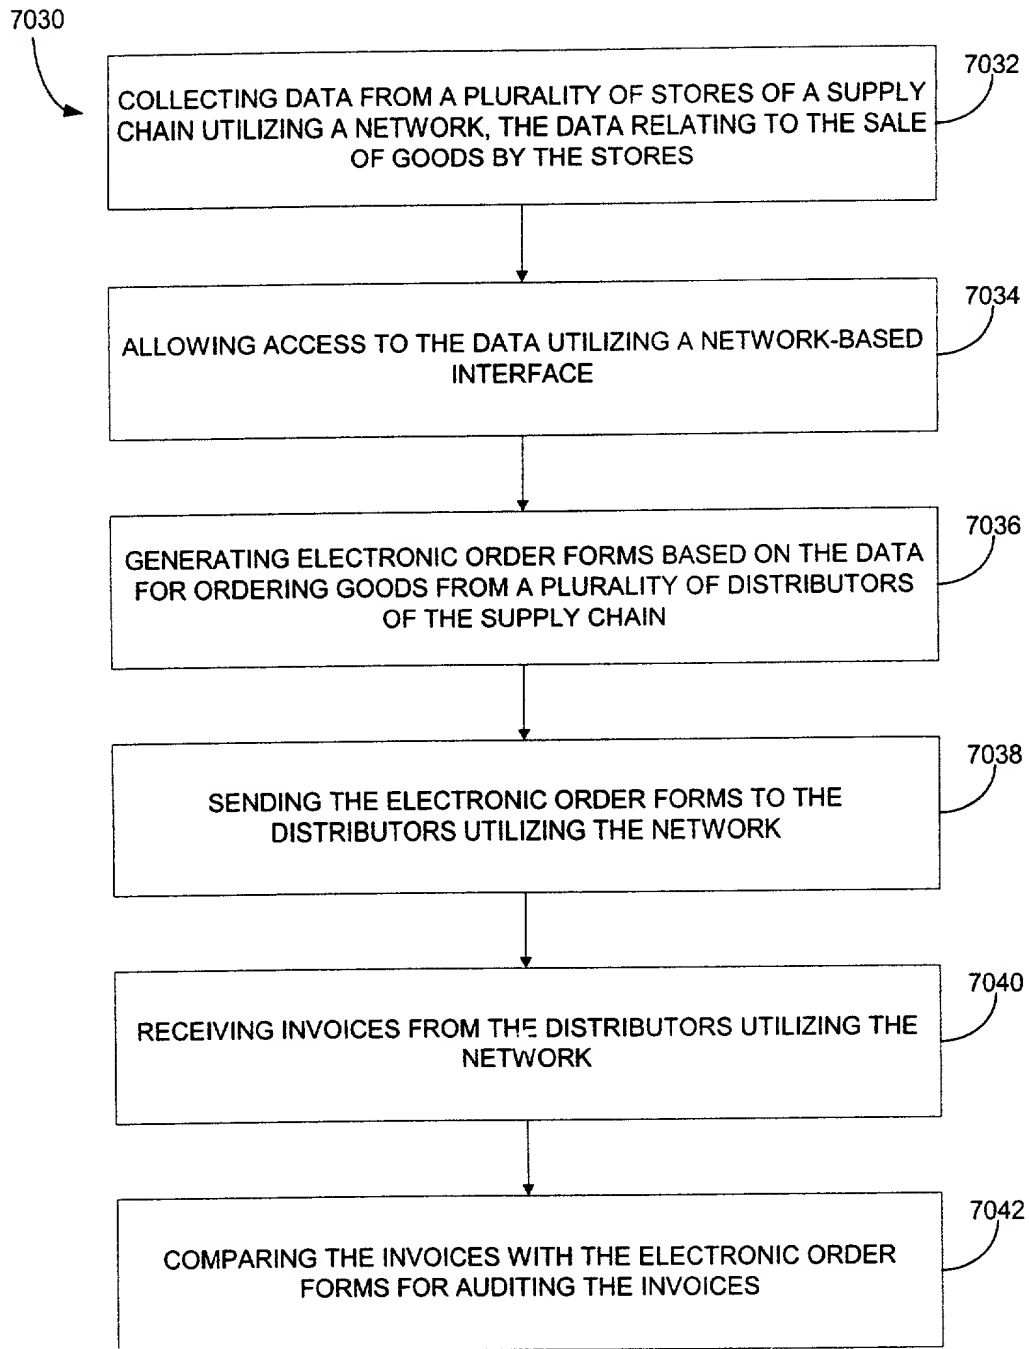 7030
7032
COLLECTING DATA FROM A PLURALITY OF STORES OF A SUPPLY
CHAIN UTILIZING A NETWORK, THE DATA RELATING TO THE SALE
OF GOODS BY THE STORES
7034
ALLOWING ACCESS TO THE DATA UTILIZING A NETWORK-BASED
INTERFACE
7036
GENERATING ELECTRONIC ORDER FORMS BASED ON THE DATA
FOR ORDERING GOODS FROM A PLURALITY OF DISTRIBUTORS
OF THE SUPPLY CHAIN
7038
SENDING THE ELECTRONIC ORDER FORMS TO THE
DISTRIBUTORS UTILIZING THE NETWORK
7040
RECEIVING INVOICES FROM THE DISTRIBUTORS UTILIZING THE
NETWORK
7042
COMPARING THE INVOICES WITH THE ELECTRONIC ORDER
FORMS FOR AUDITING THE INVOICES